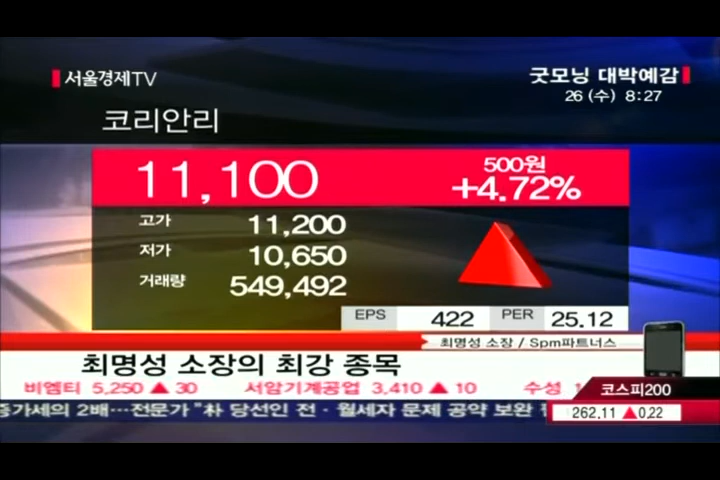 서울경제TV
굿모닝 대박예감
26 (수) 8:27
코리안리
11,100
500원
+4.72%
고가 11,200
저가 10,650
거래량 549,492
EPS 422 PER 25.12
최명성 소장 / Spm파트너스
최명성 소장의 최강 종목
비엠티 5,250 ▲ 30 서암기계공업 3,410 ▲ 10 수성
코스피200
증가세의 2배…전문가 "朴 당선인 전·월세자 문제 공약 보완
262.11 ▲0.22